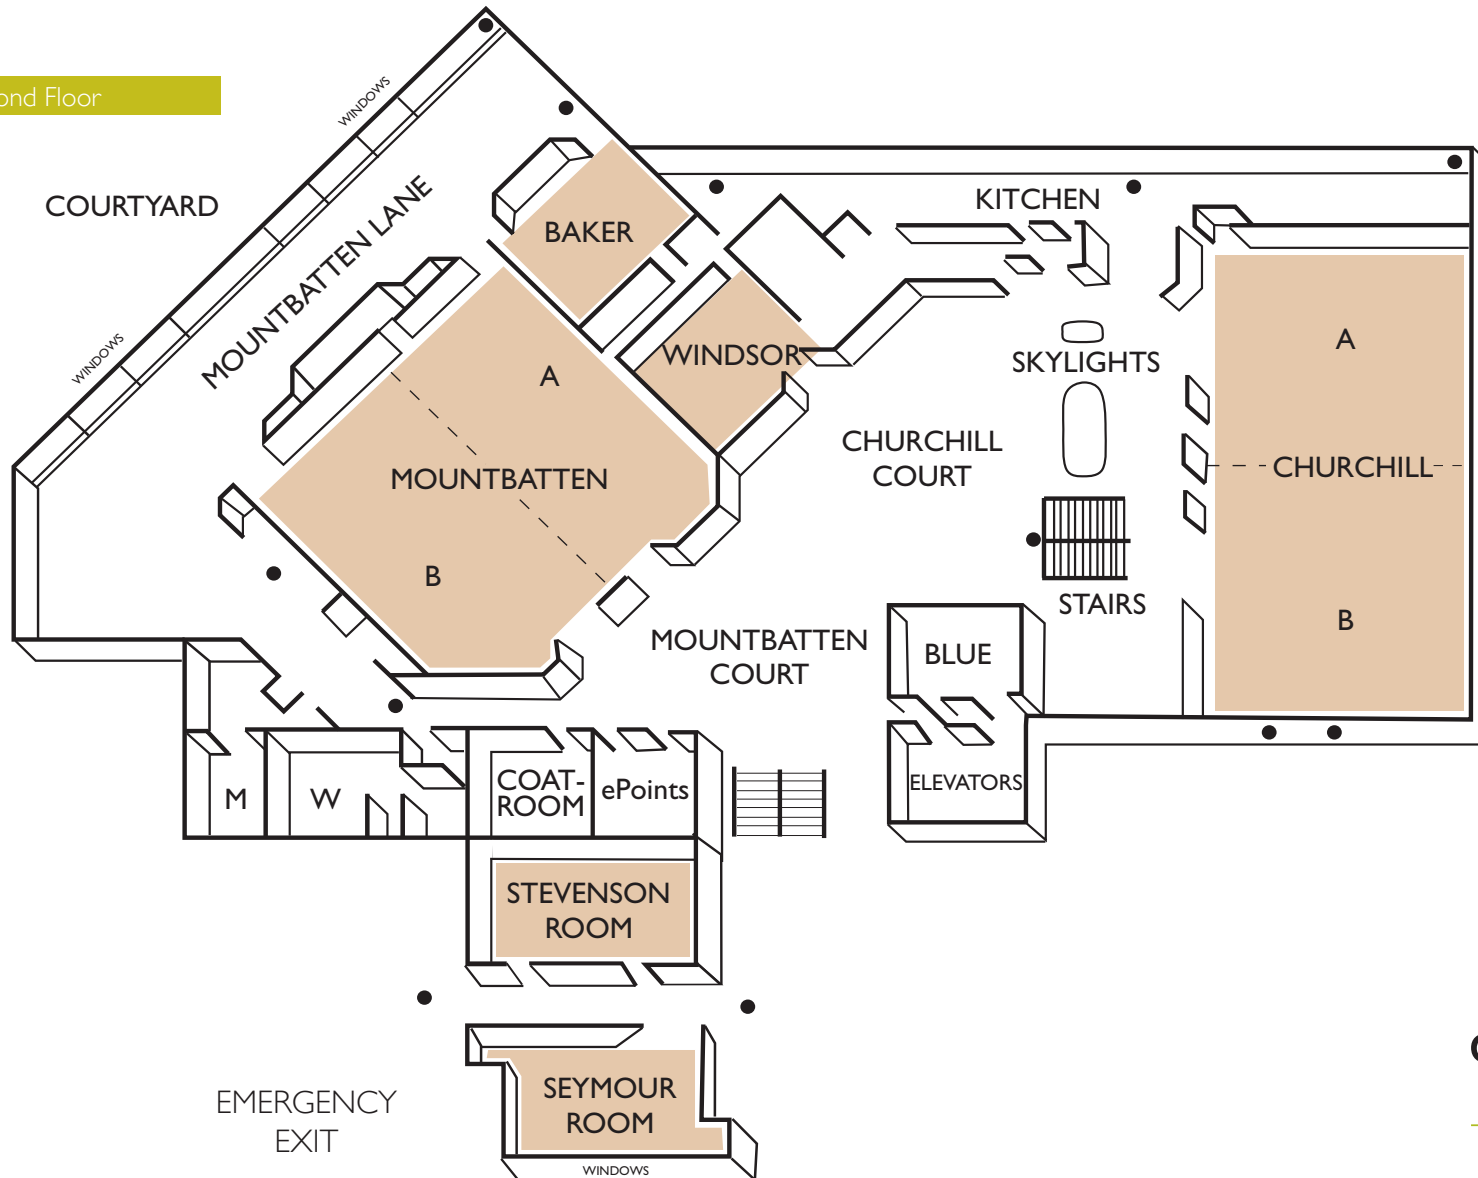 ond Floor
WINDOWS
COURTYARD
MOUNTBATTEN LANE
KITCHEN
BAKER
WINDOWS
WINDSOR
SKYLIGHTS
A
A
CHURCHILL
COURT
MOUNTBATTEN
CHURCHILL
B
STAIRS
B
MOUNTBATTEN
COURT
BLUE
M
W
COAT-
ROOM
ePoints
ELEVATORS
STEVENSON
ROOM
SEYMOUR
ROOM
EMERGENCY
EXIT
WINDOWS